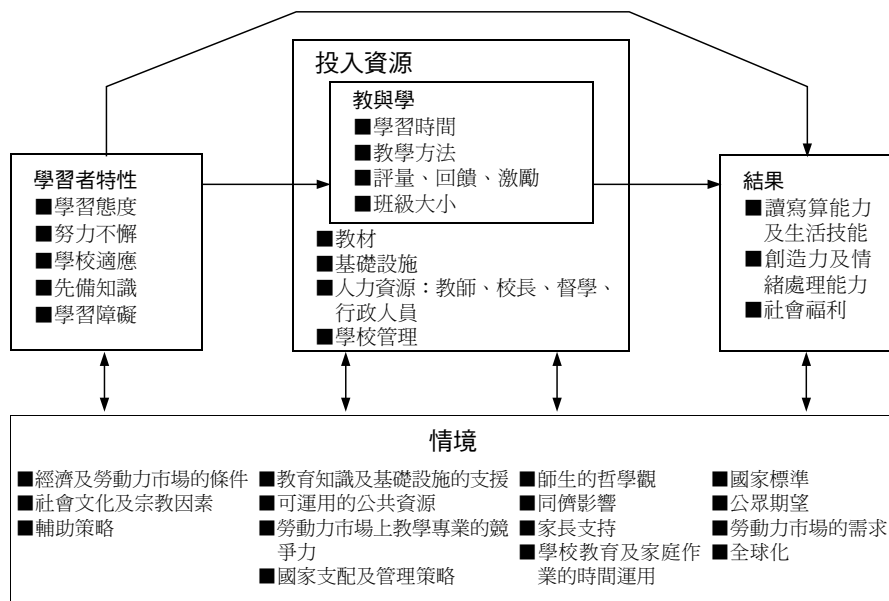 投入資源
教與學
■學習時間
■教學方法
■評量、回饋、激勵
■班級大小
■教材
■基礎設施
■人力資源：教師、校長、督學、
行政人員
■學校管理
學習者特性
■學習態度
■努力不懈
■學校適應
■先備知識
■學習障礙
結果
■讀寫算能力
及生活技能
■創造力及情
緒處理能力
■社會福利
情境
■經濟及勞動力市場的條件
■社會文化及宗教因素
■輔助策略
■教育知識及基礎設施的支援
■可運用的公共資源
■勞動力市場上教學專業的競
爭力
■國家支配及管理策略
■師生的哲學觀
■同儕影響
■家長支持
■學校教育及家庭作
業的時間運用
■國家標準
■公眾期望
■勞動力市場的需求
■全球化